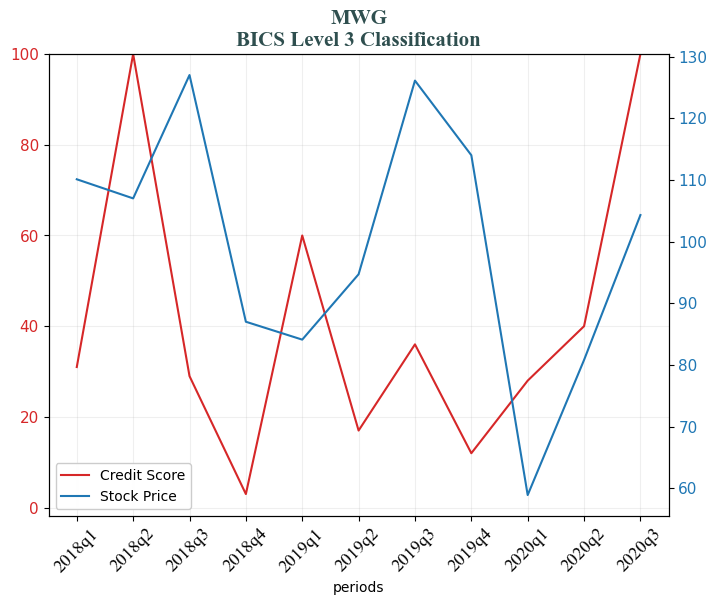 MWG
BICS Level 3 Classification
100
80
60
40
20
0
130
120
110
100
90
80
70
60
Credit Score
Stock Price
2018q1
2018q2
2018q3
2018q4
2019q1
2019q2
2019q3
2019q4
2020q1
2020q2
2020q3
periods